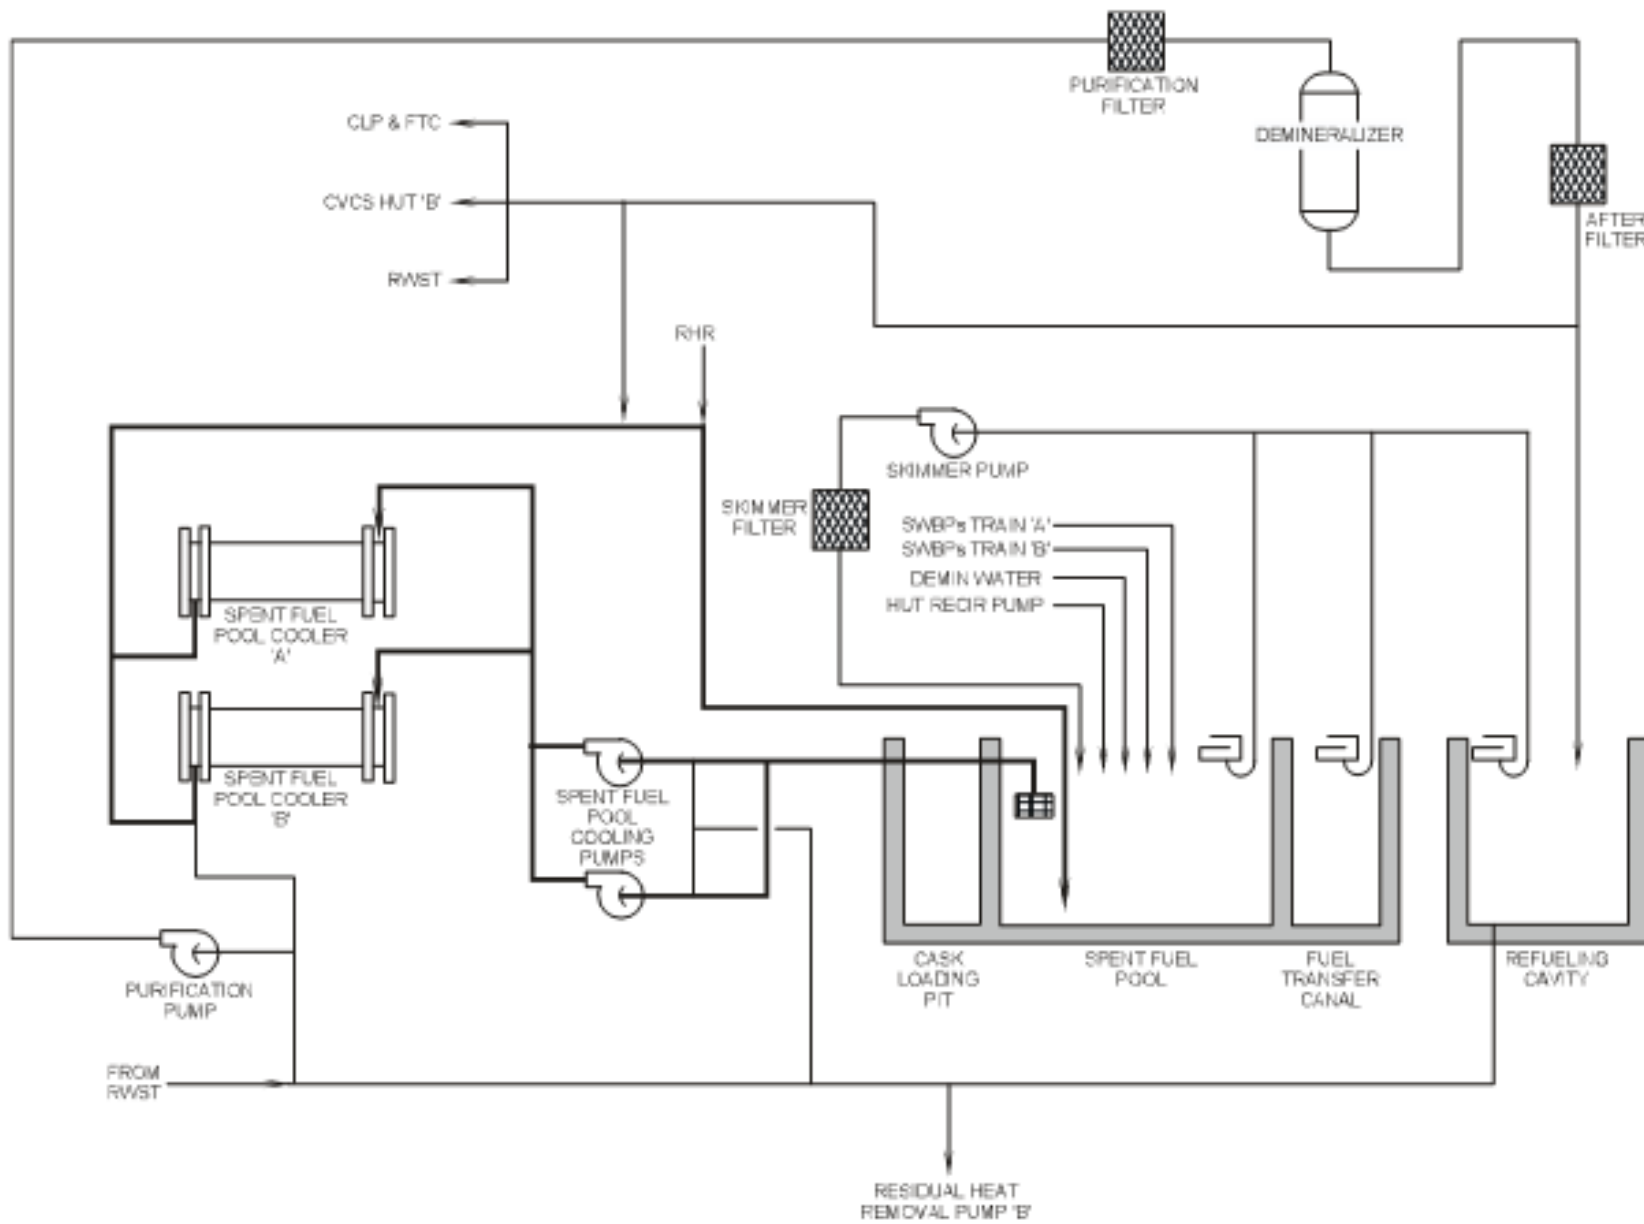 PURIFICATION
FILTER
DEMINERALIZER
CLP & FTC
CVCS HUT 'B'
RWST
AFTER
FILTER
RHR
SKIMMER PUMP
SKIMMER
FILTER
SWBPs TRAIN 'A'
SWBPs TRAIN 'B'
DEMIN WATER
HUT RECIR PUMP
SPENT FUEL
POOL COOLER
'A'
SPENT FUEL
POOL COOLER
'B'
SPENT FUEL
POOL
COOLING
PUMPS
CASK
LOADING
PIT
SPENT FUEL
POOL
FUEL
TRANSFER
CANAL
REFUELING
CAVITY
PURIFICATION
PUMP
FROM
RWST
RESIDUAL HEAT
REMOVAL PUMP 'B'